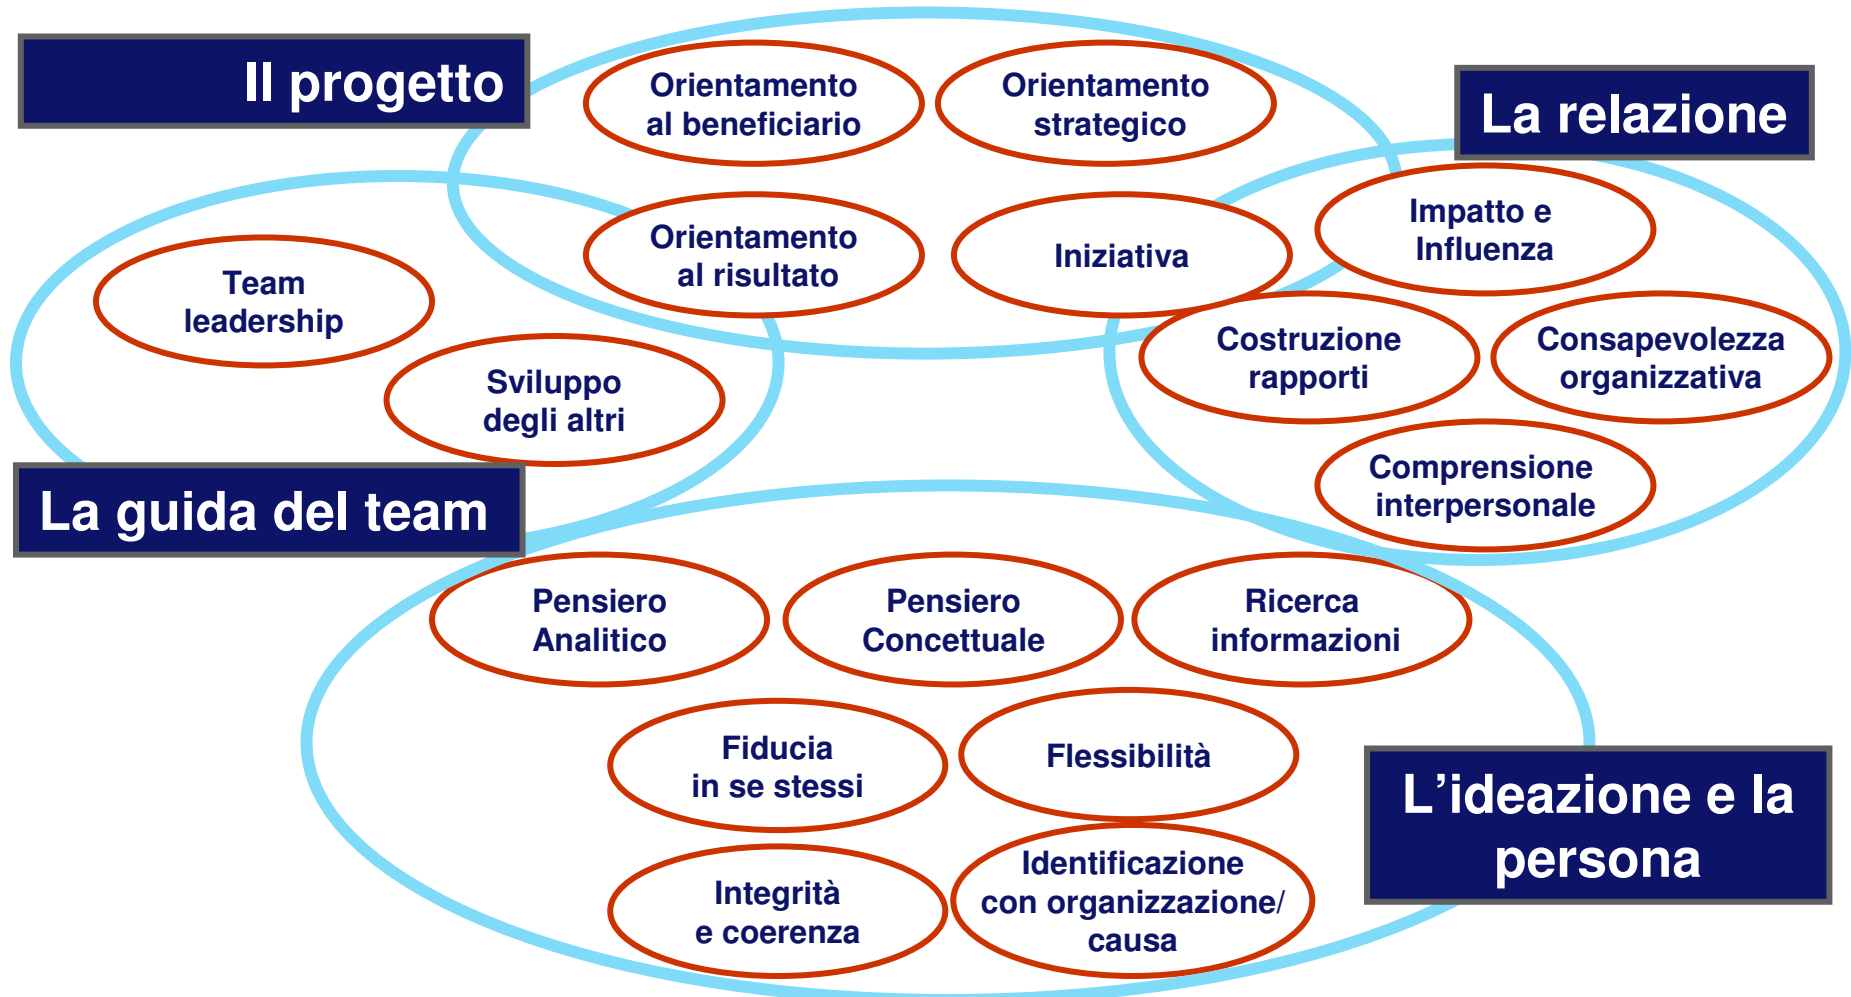 Il progetto
Orientamento
al beneficiario
Orientamento
strategico
La relazione
Orientamento
al risultato
Iniziativa
Impatto e
Influenza
Team
leadership
Sviluppo
degli altri
Costruzione
rapporti
Consapevolezza
organizzativa
Comprensione
interpersonale
La guida del team
Pensiero
Analitico
Pensiero
Concettuale
Ricerca
informazioni
Fiducia
in se stessi
Flessibilità
L’ideazione e la
persona
Integrità
e coerenza
Identificazione
con organizzazione/
causa